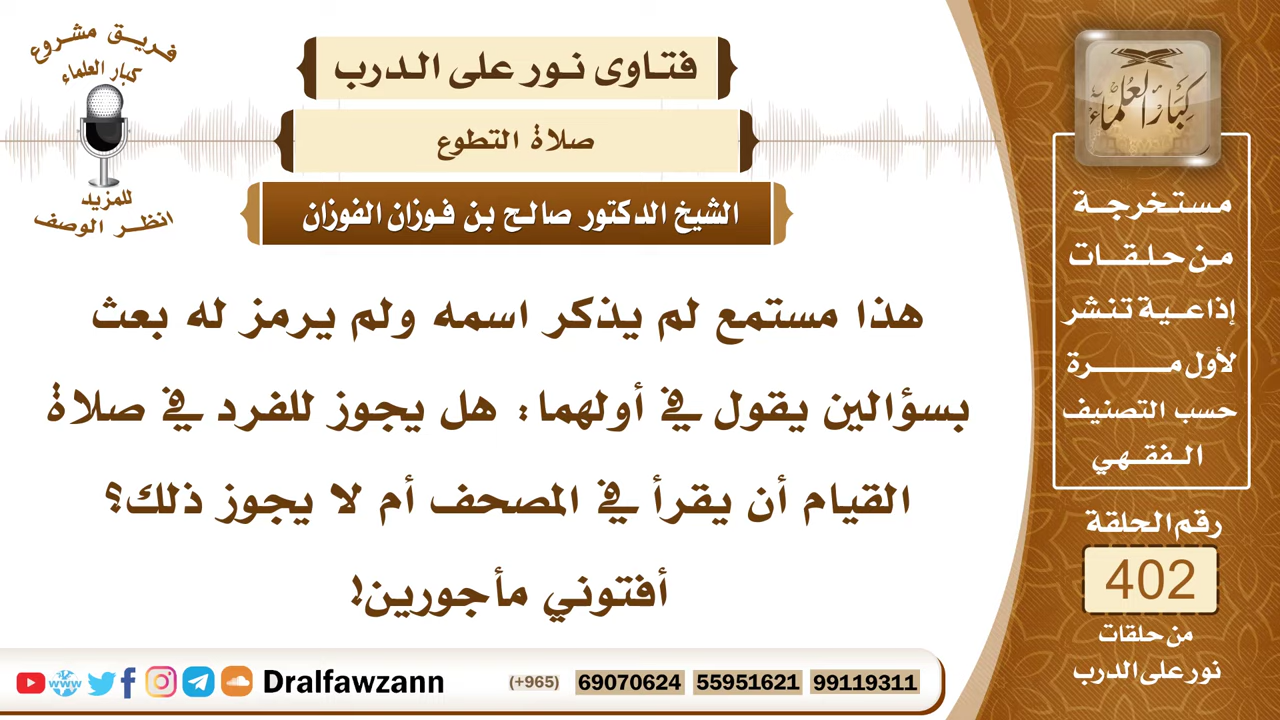 فريق مشروع
كبار العلماء
للمزيد
انظر الوصف
فتاوى نور على الدرب
صلاة التطوع
الشيخ الدكتور صالح بن فوزان الفوزان
هذا مستمع لم يذكر اسمه ولم يرمز له بعث
بسؤالين يقول في أولهما: هل يجوز للفرد في صلاة
القيام أن يقرأ في المصحف أم لا يجوز ذلك؟
أفتوني مأجورين!
كبار العلماء
مستخرجة
من حلقات
إذاعية تنشر
لأول مرة
حسب التصنيف
الفقهي
رقم الحلقة
402
من حلقات
نور على الدرب
www
Dralfawzann
(+965) 69070624 55951621 99119311